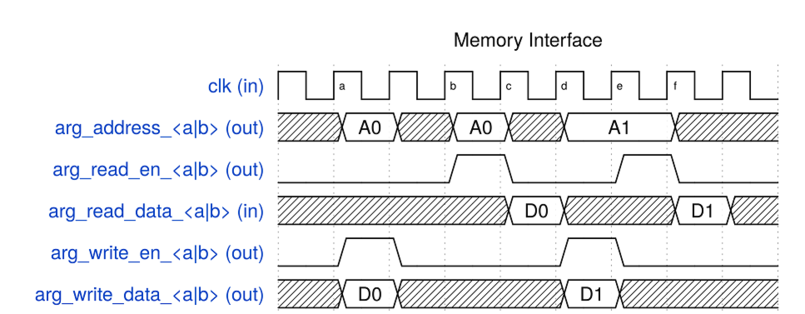 Memory Interface
clk (in) a b c d e f
arg_address_<a|b> (out) A0 A0 A1
arg_read_en_<a|b> (out)
arg_read_data_<a|b> (in) D0 D1
arg_write_en_<a|b> (out)
arg_write_data_<a|b> (out) D0 D1